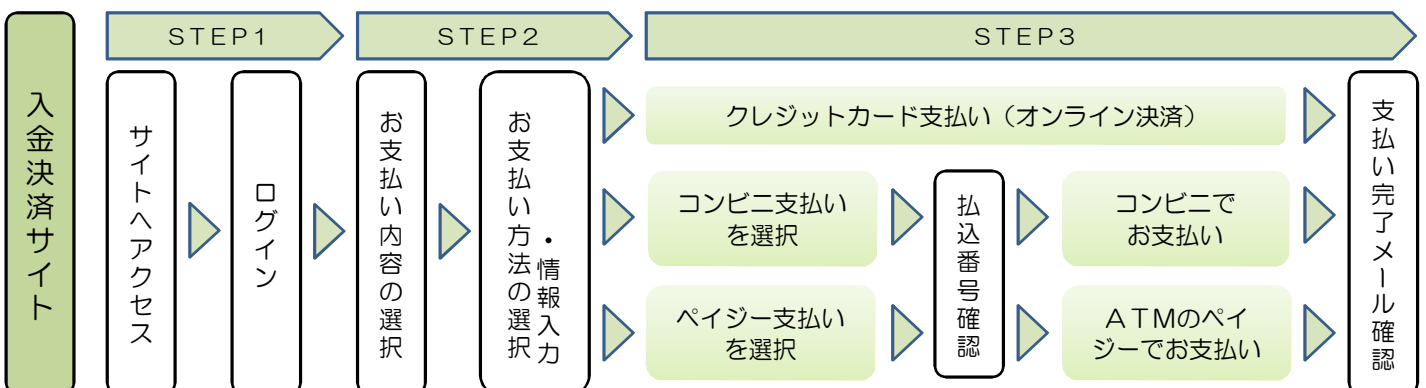 入金決済サイト
ＳＴＥＰ１
ＳＴＥＰ２
ＳＴＥＰ３
サイトへアクセス
ログイン
お支払い内容の選択
お支払い方法の選択
・情報入力
クレジットカード支払い（オンライン決済）
コンビニ支払い
を選択
ペイジー支払い
を選択
払込番号確認
コンビニで
お支払い
ＡＴＭのペイ
ジーでお支払い
支払い完了メール確認